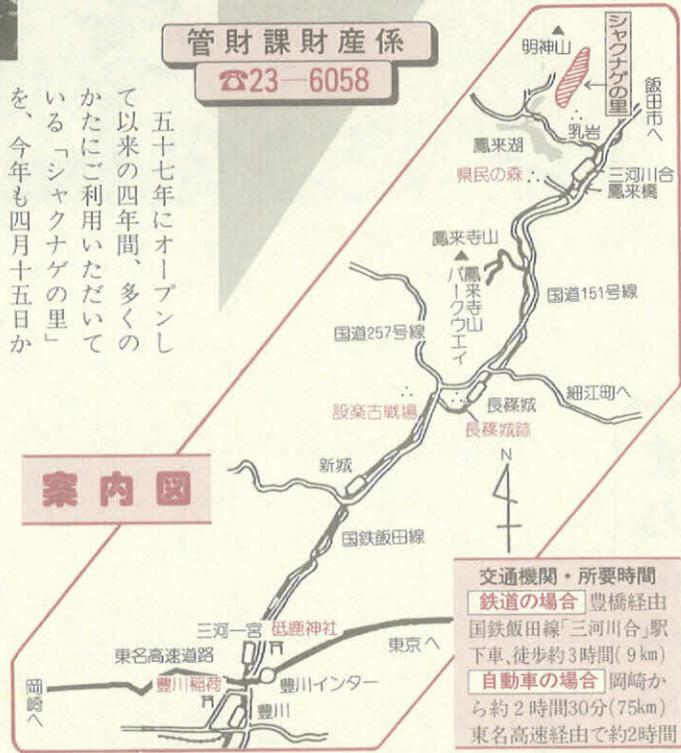 管財課財産係
☎23―6058
五十七年にオープンし
て以来の四年間、多くの
かたにご利用いただいて
いる「シャクナゲの里」
を、今年も四月十五日か
案内図
シャクナゲの里
明神山
飯田市へ
乳岩
鳳来湖
三河川合
鳳来橋
県民の森
鳳来寺山
鳳来寺山
パークウエイ
国道151号線
国道257号線
細江町へ
設楽古戦場
長篠城
長篠城跡
新城
N
国鉄飯田線
三河一宮
砥鹿神社
東京へ
東名高速道路
豊川稲荷
豊川インター
岡崎へ
豊川
交通機関・所要時間
鉄道の場合 豊橋経由
国鉄飯田線「三河川合」駅
下車、徒歩約3時間(9km)
自動車の場合 岡崎か
ら約2時間30分(75km)
東名高速経由で約2時間